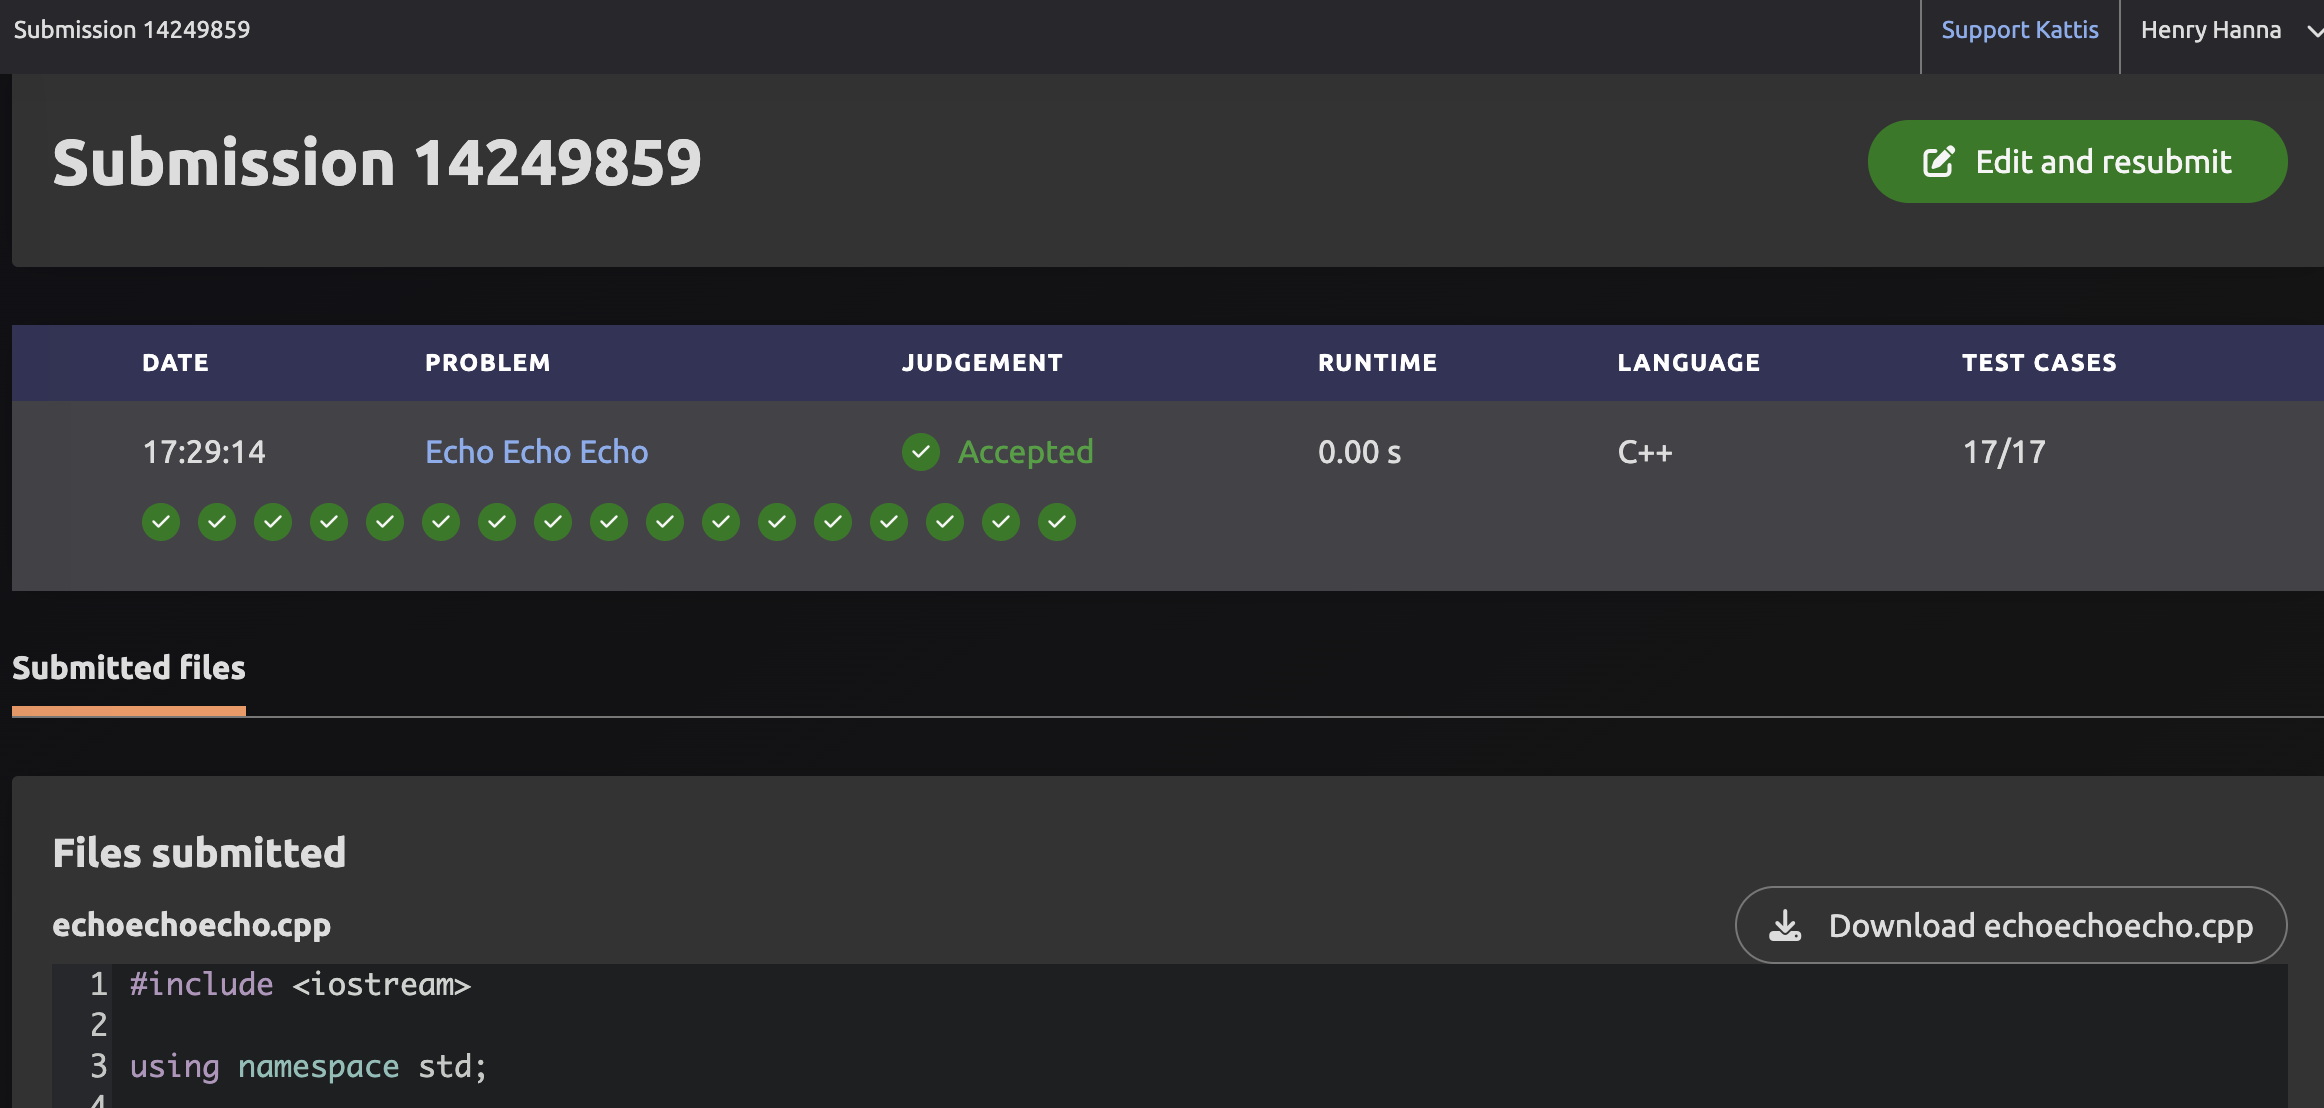 Submission 14249859
Support Kattis
Henry Hanna
Submission 14249859
Edit and resubmit
DATE PROBLEM JUDGEMENT RUNTIME LANGUAGE TEST CASES
17:29:14 Echo Echo Echo Accepted 0.00 s C++ 17/17
Submitted files
Files submitted
echoechoecho.cpp
Download echoechoecho.cpp
1 #include <iostream>
2
3 using namespace std;
4